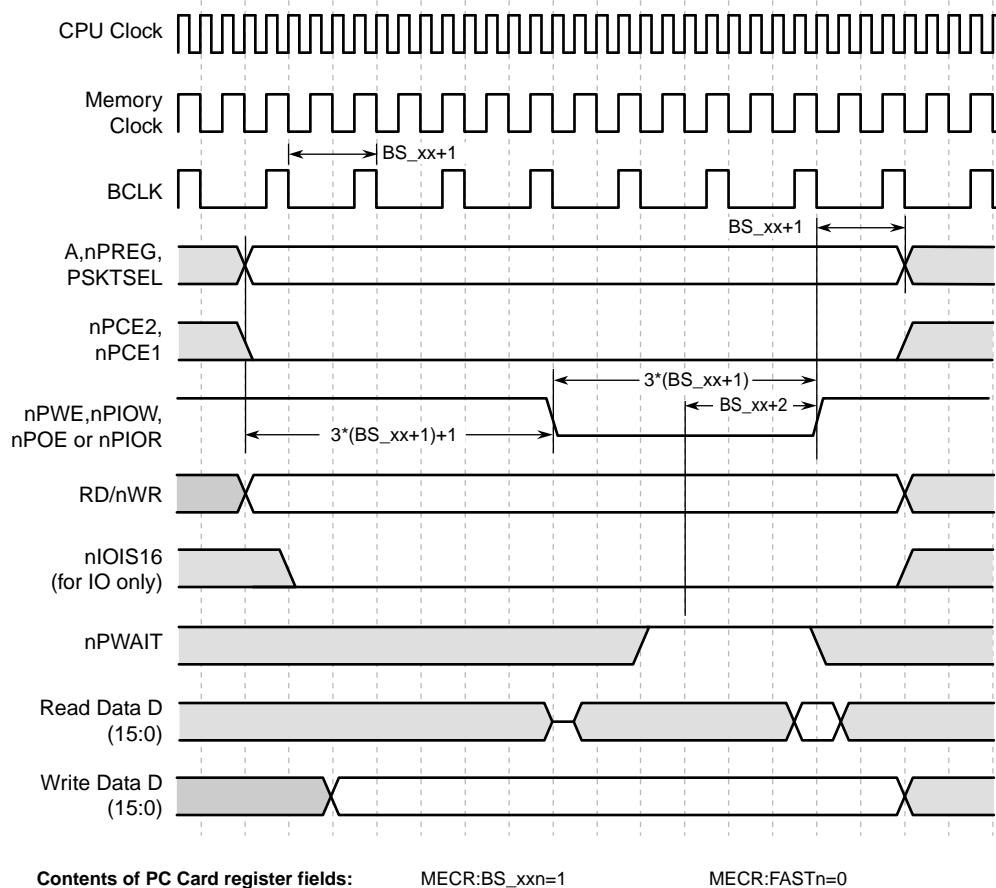 CPU Clock
Memory
Clock
BS_xx+1
BCLK
BS_xx+1
A,nPREG,
PSKTSEL
nPCE2,
nPCE1
3*(BS_xx+1)
BS_xx+2
nPWE,nPIOW,
nPOE or nPIOR
3*(BS_xx+1)+1
RD/nWR
nIOIS16
(for IO only)
nPWAIT
Read Data D
(15:0)
Write Data D
(15:0)
Contents of PC Card register fields: MECR:BS_xxn=1 MECR:FASTn=0